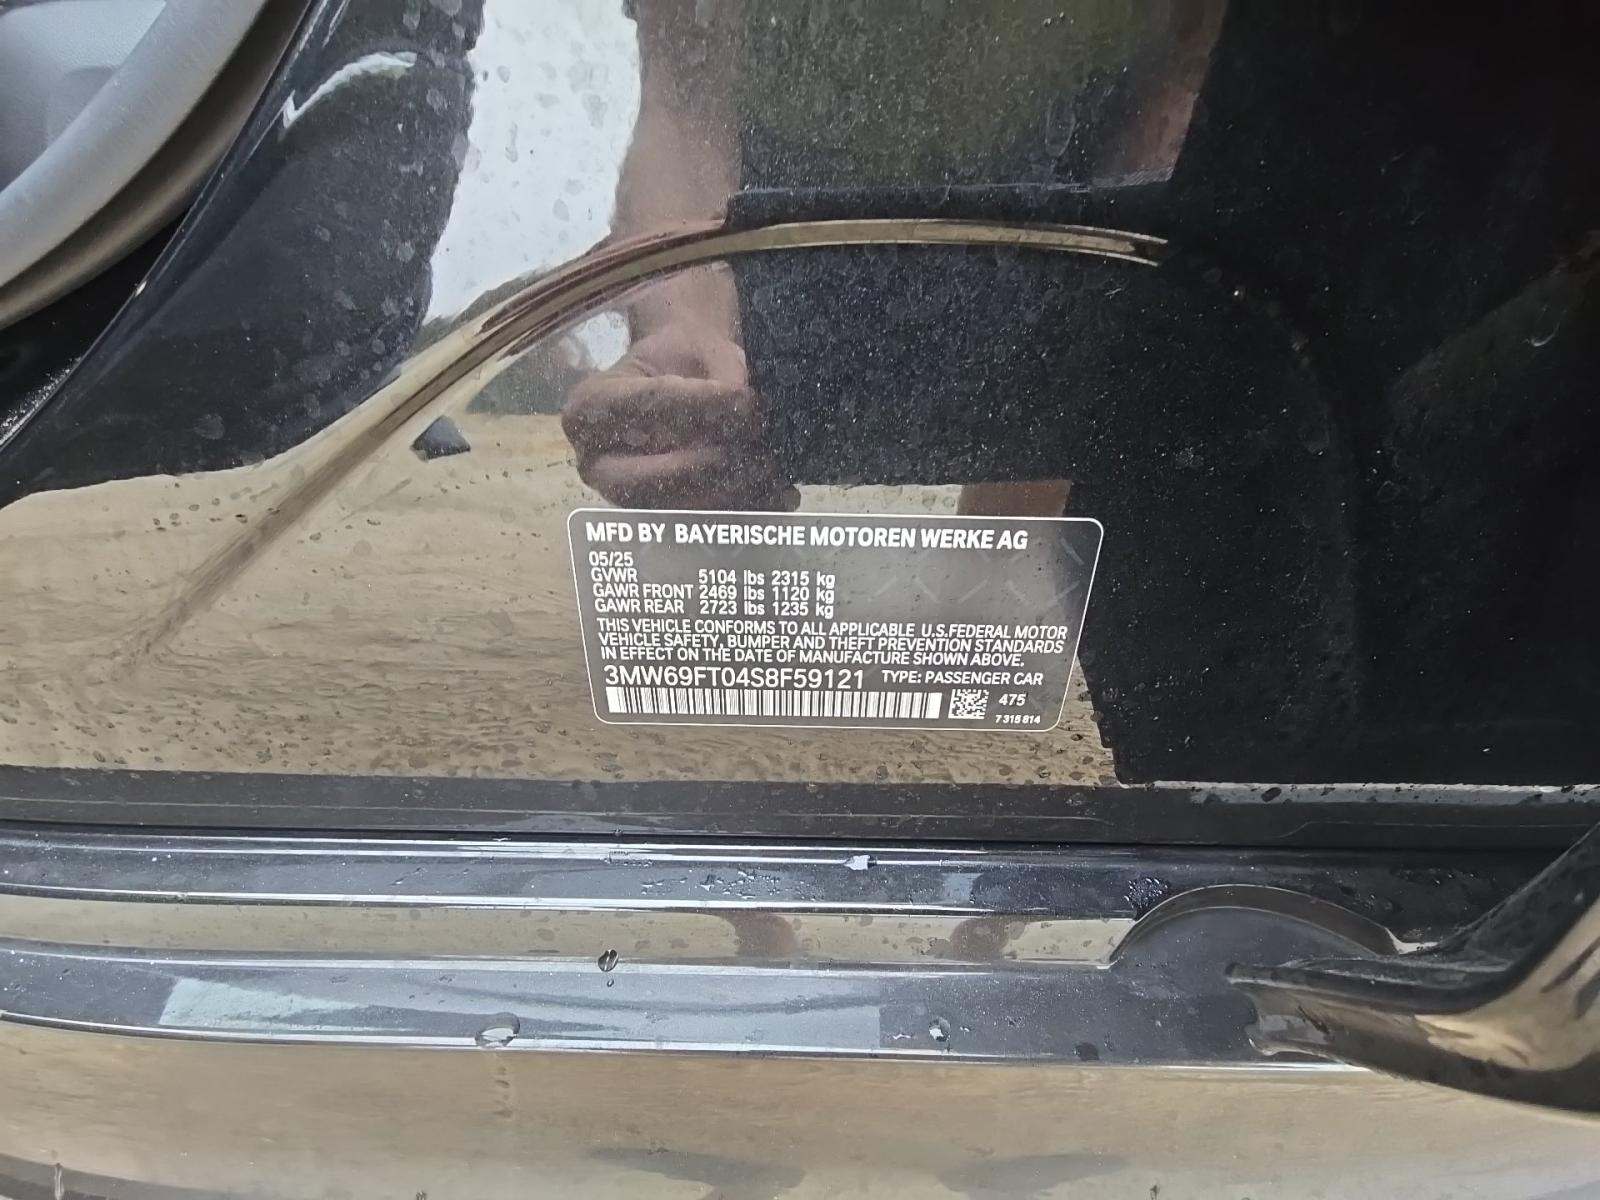 MFD BY BAYERISCHE MOTOREN WERKE AG
05/25
GVWR 5104 lbs 2315 kg
GAWR FRONT 2469 lbs 1120 kg
GAWR REAR 2723 lbs 1235 kg
THIS VEHICLE CONFORMS TO ALL APPLICABLE U.S.FEDERAL MOTOR
VEHICLE SAFETY, BUMPER AND THEFT PREVENTION STANDARDS
IN EFFECT ON THE DATE OF MANUFACTURE SHOWN ABOVE.
3MW69FT04S8F59121 TYPE: PASSENGER CAR
475
7 315 814